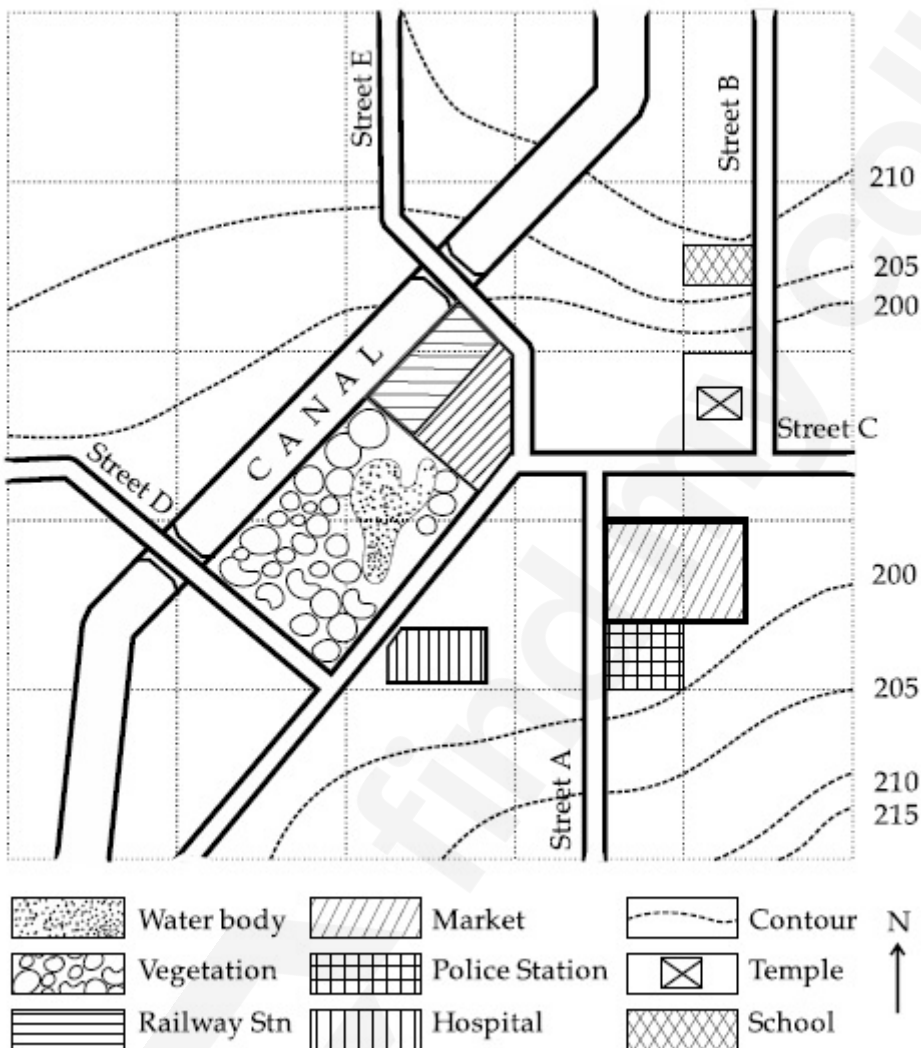 Street E
Street B
210
205
200
CANAL
Street C
Street D
200
205
Street A
210
215
Water body
Market
Contour
N
Vegetation
Police Station
Temple
Railway Stn
Hospital
School